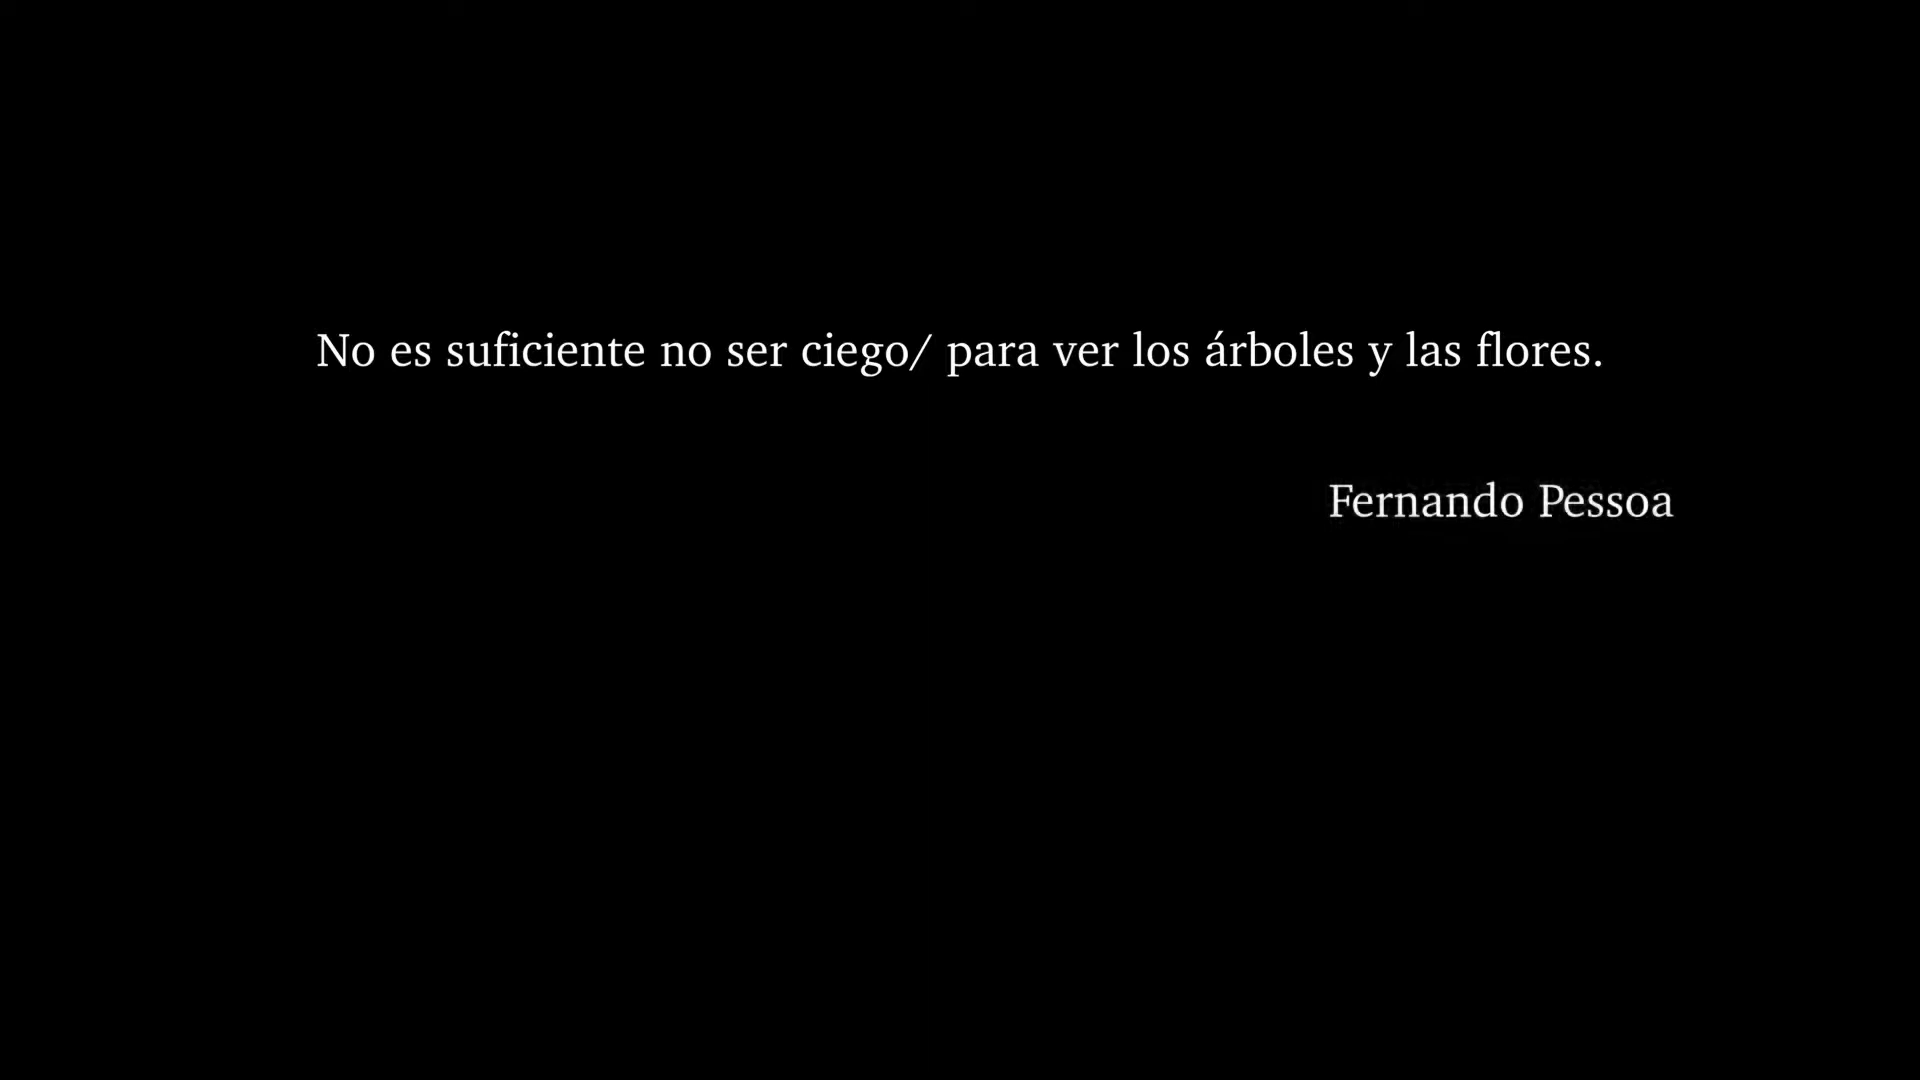 No es suficiente no ser ciego/ para ver los árboles y las flores.
Fernando Pessoa